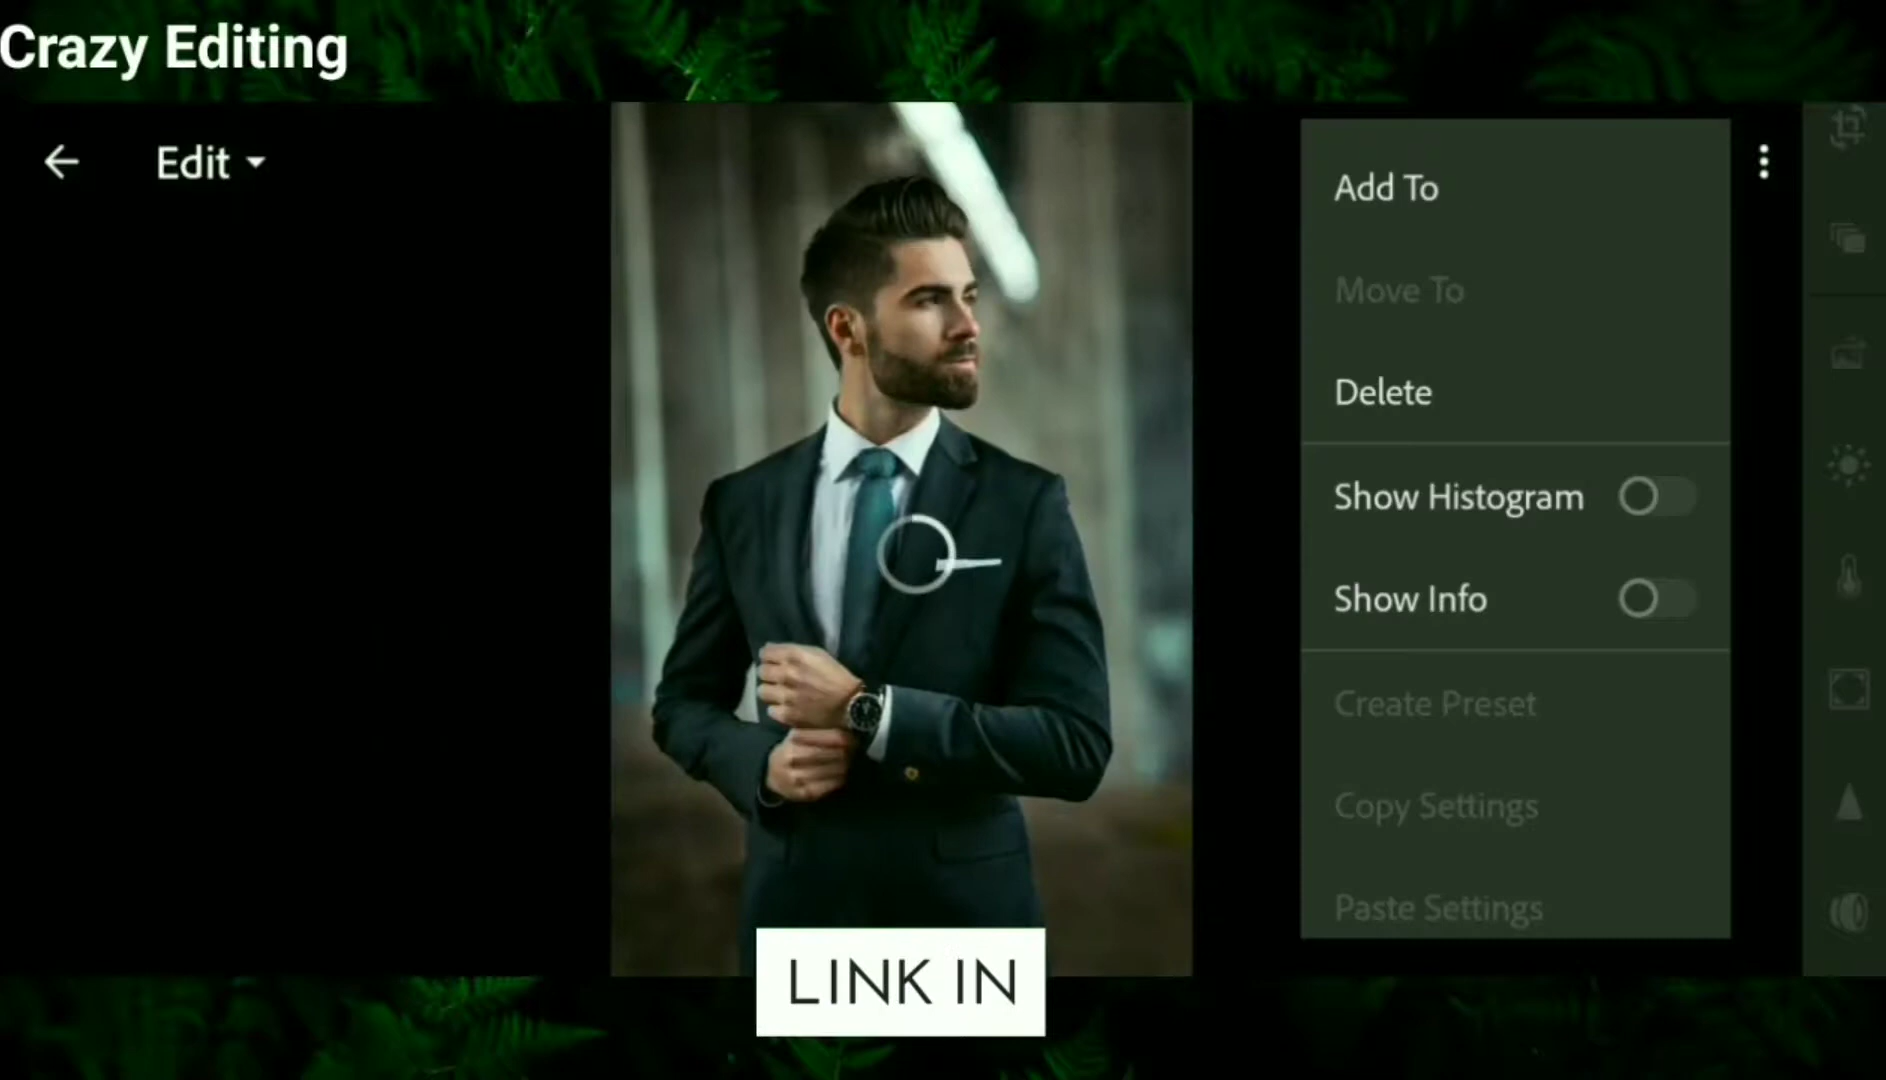 Crazy Editing
Edit
Add To
Move To
Delete
Show Histogram
Show Info
Create Preset
Copy Settings
Paste Settings
LINK IN